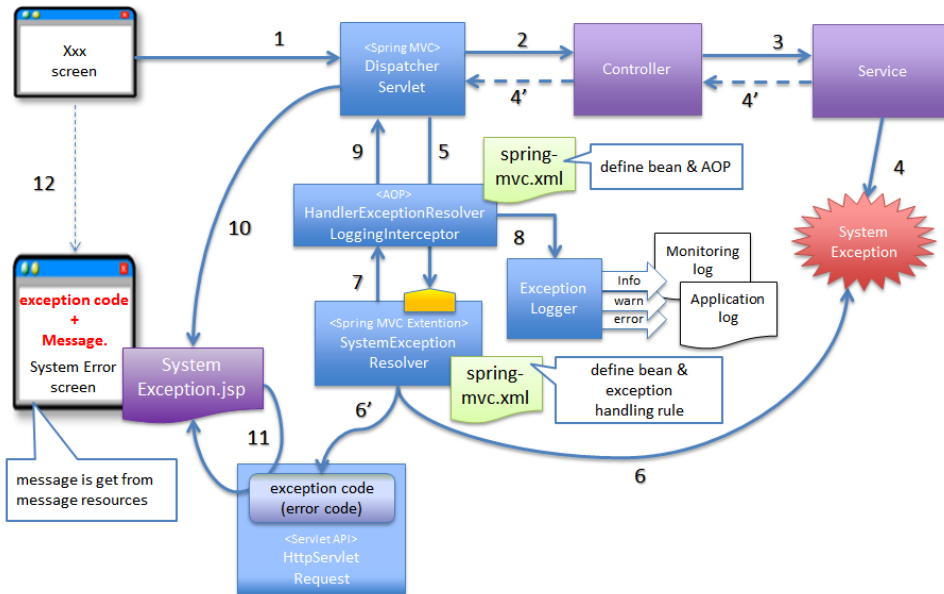 Xxx
screen
1
<Spring MVC>
Dispatcher
Servlet
2
4’
Controller
3
4’
Service
4
System
Exception
12
10
9
5
spring-
mvc.xml
define bean & AOP
<AOP>
HandlerExceptionResolver
LoggingInterceptor
7
8
Exception
Logger
Info
warn
error
Monitoring
log
Application
log
<Spring MVC Extention>
SystemException
Resolver
spring-
mvc.xml
define bean &
exception
handling rule
exception code
+
Message.
System Error
screen
System
Exception.jsp
message is get from
message resources
11
6’
6
exception code
(error code)
<Servlet API>
HttpServlet
Request